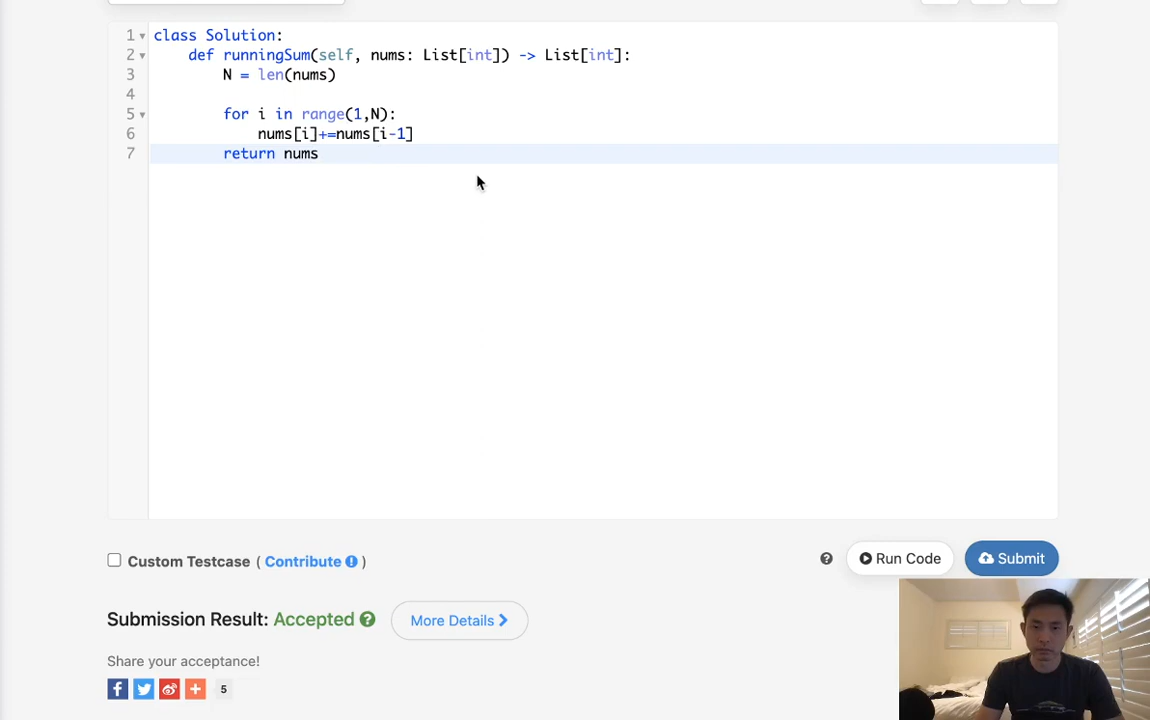 1 class Solution:
2 def runningSum(self, nums: List[int]) -> List[int]:
3 N = len(nums)
4
5 for i in range(1,N):
6 nums[i]+=nums[i-1]
7 return nums
Custom Testcase ( Contribute )
Run Code
Submit
Submission Result: Accepted
More Details
Share your acceptance!
5